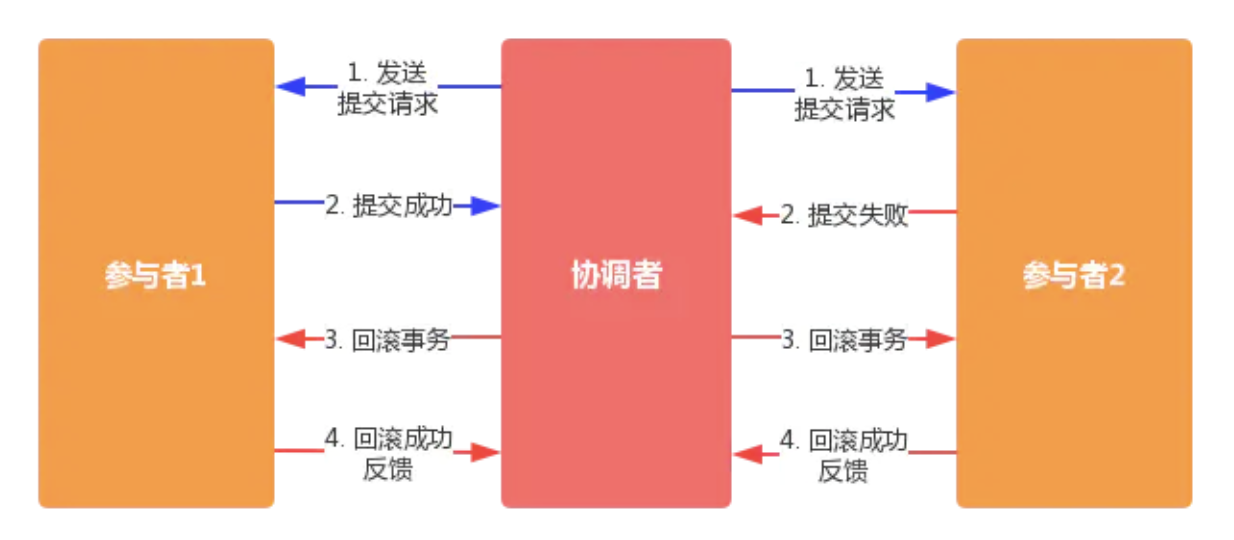 1. 发送
提交请求
1. 发送
提交请求
2. 提交成功
2. 提交失败
参与者1
协调者
参与者2
3. 回滚事务
3. 回滚事务
4. 回滚成功
反馈
4. 回滚成功
反馈